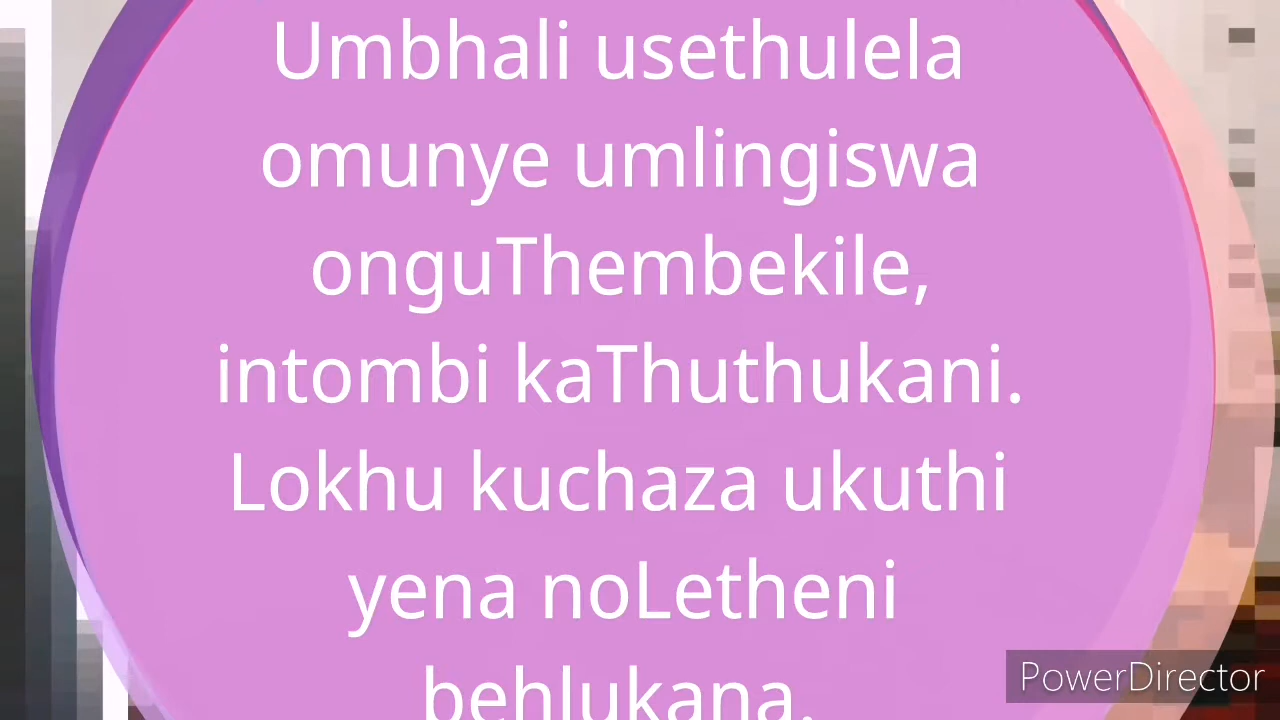 Umbhali usethulela
omunye umlingiswa
onguThembekile,
intombi kaThuthukani.
Lokhu kuchaza ukuthi
yena noLetheni
behlukana.
PowerDirector